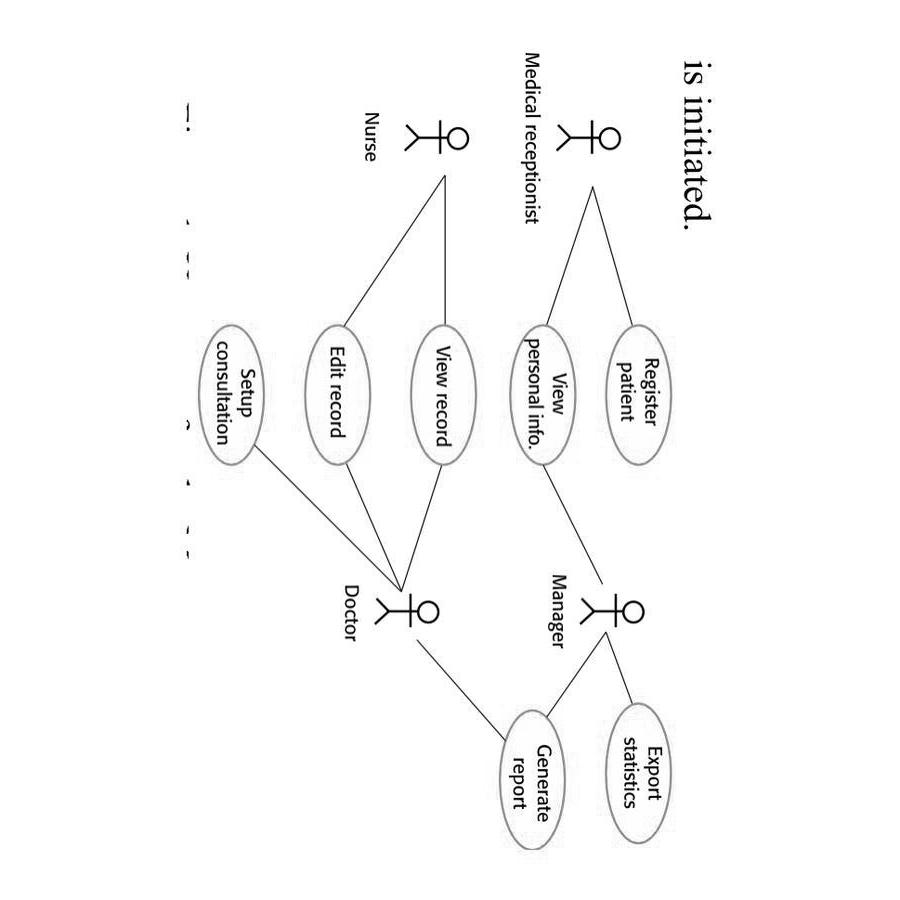 is initiated.
Register
patient
Export
statistics
Medical receptionist
View
personal info.
Manager
Generate
report
Nurse
View record
Edit record
Doctor
Setup
consultation